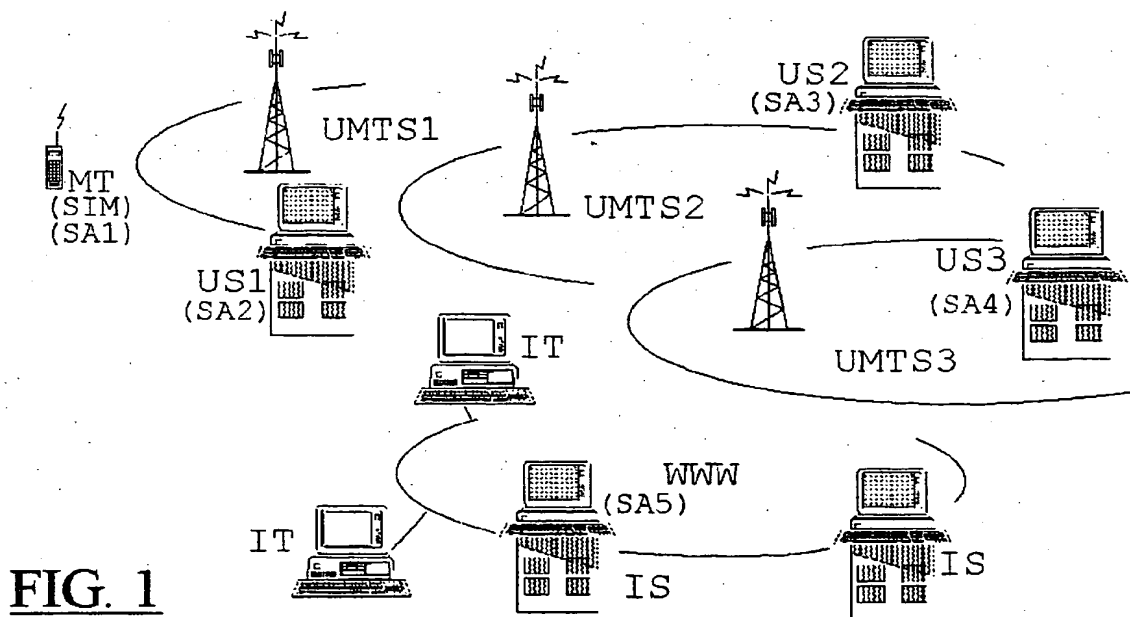 UMTS1
US2
(SA3)
MT
(SIM)
(SA1)
UMTS2
US1
(SA2)
US3
(SA4)
IT
UMTS3
WWW
(SA5)
IT
IS
IS
FIG. 1